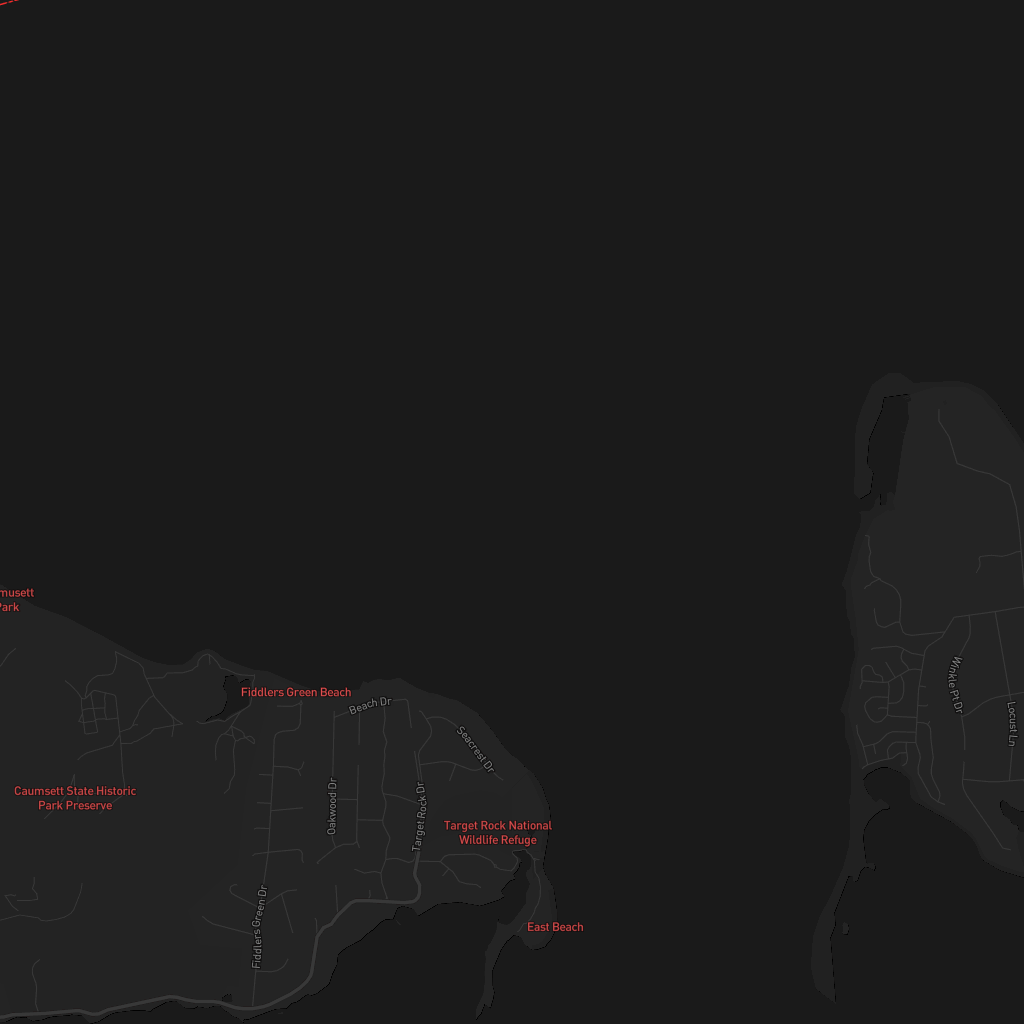 Park
Fiddlers Green Beach
Beach Dr
Seacrest Dr
Winkle Pt Dr
Locust Ln
Caumsett State Historic
Park Preserve
Oakwood Dr
Target Rock Dr
Target Rock National
Wildlife Refuge
Fiddlers Green Dr
East Beach